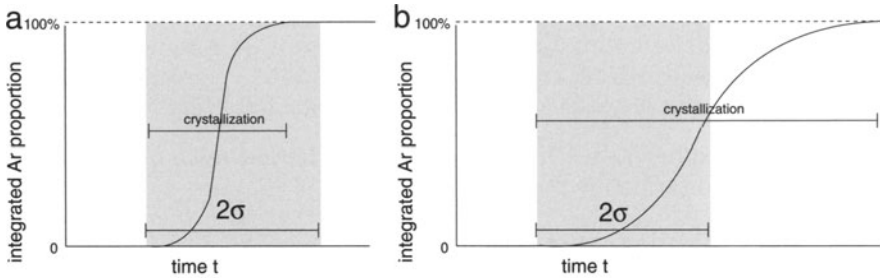 a
100%
integrated Ar proportion
crystallization
2σ
0
time t
b
100%
integrated Ar proportion
crystallization
2σ
0
time t